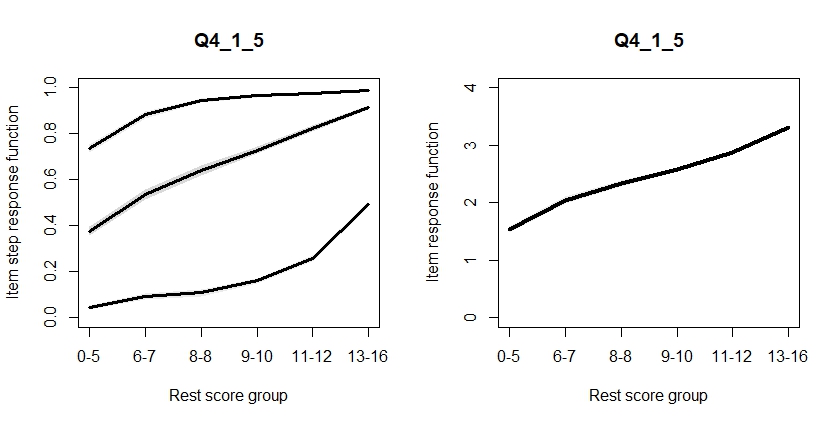 Q4_1_5
Item step response function
1.0
0.8
0.6
0.4
0.2
0.0
0-5 6-7 8-8 9-10 11-12 13-16
Rest score group
Q4_1_5
Item response function
4
3
2
1
0
0-5 6-7 8-8 9-10 11-12 13-16
Rest score group